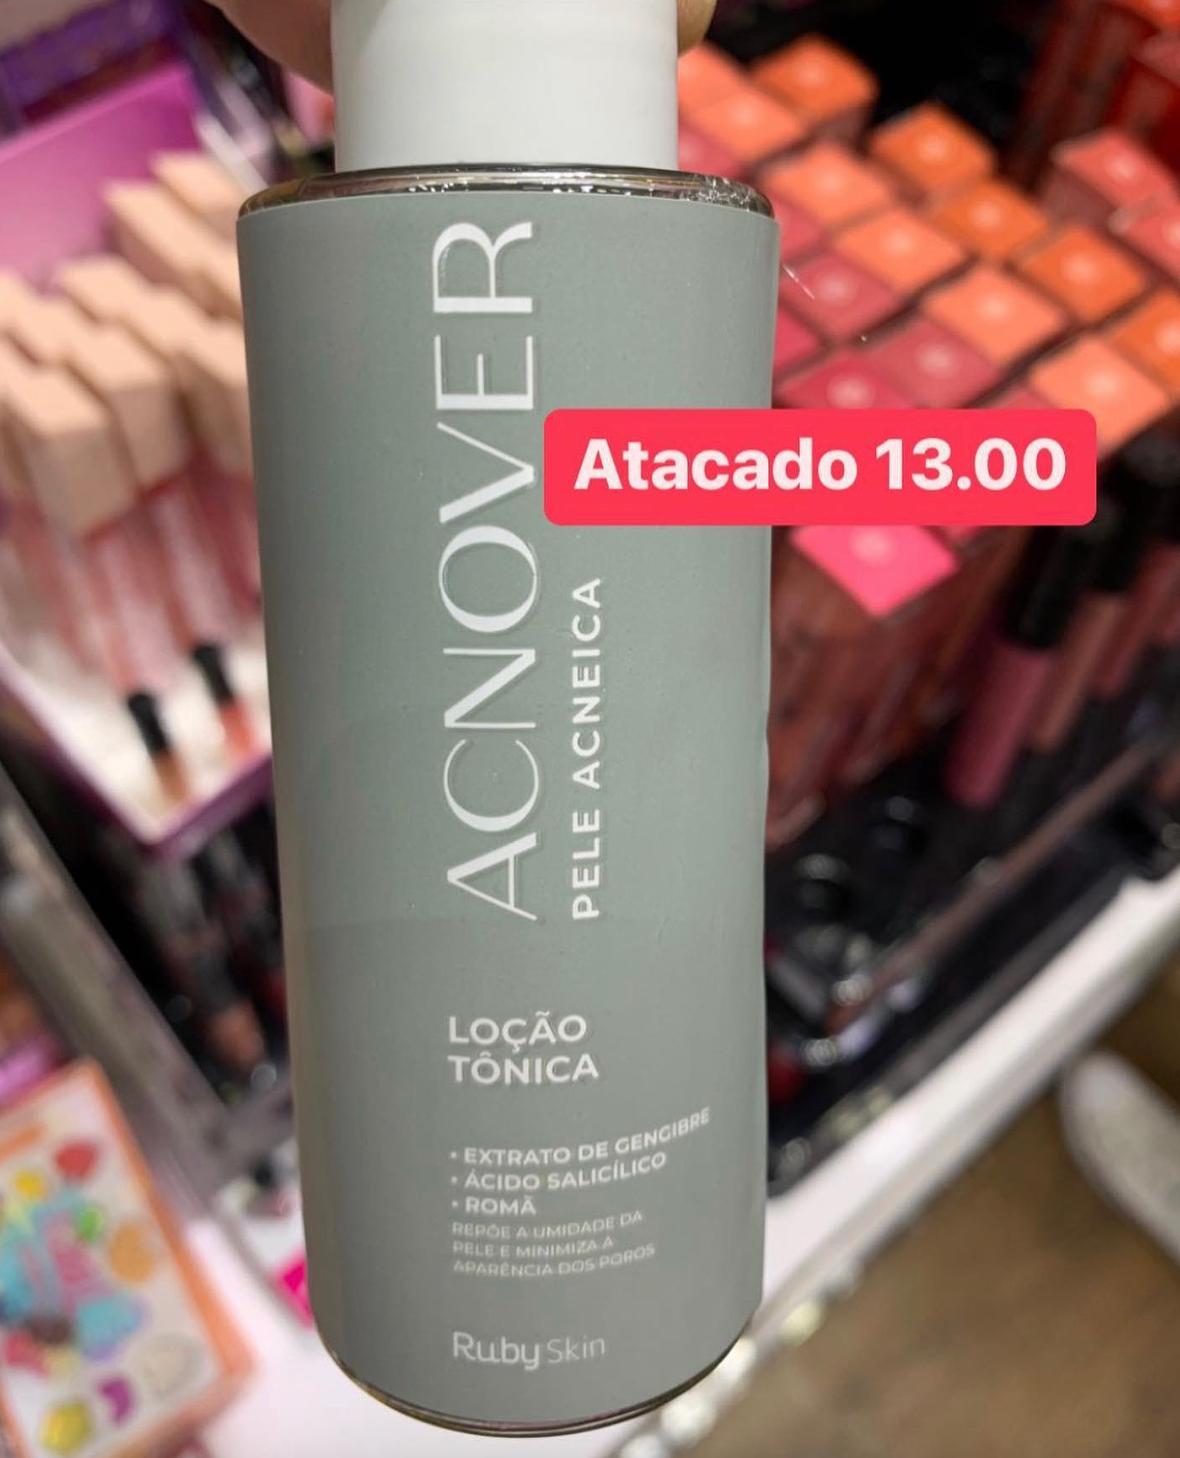 ACNOVER
PELE ACNEICA
Atacado 13.00
LOÇÃO
TÔNICA
• EXTRATO DE GENGIBRE
• ÁCIDO SALICÍLICO
• ROMÃ
REPÕE A UMIDADE DA
PELE E MINIMIZA A
APARÊNCIA DOS POROS
Ruby Skin